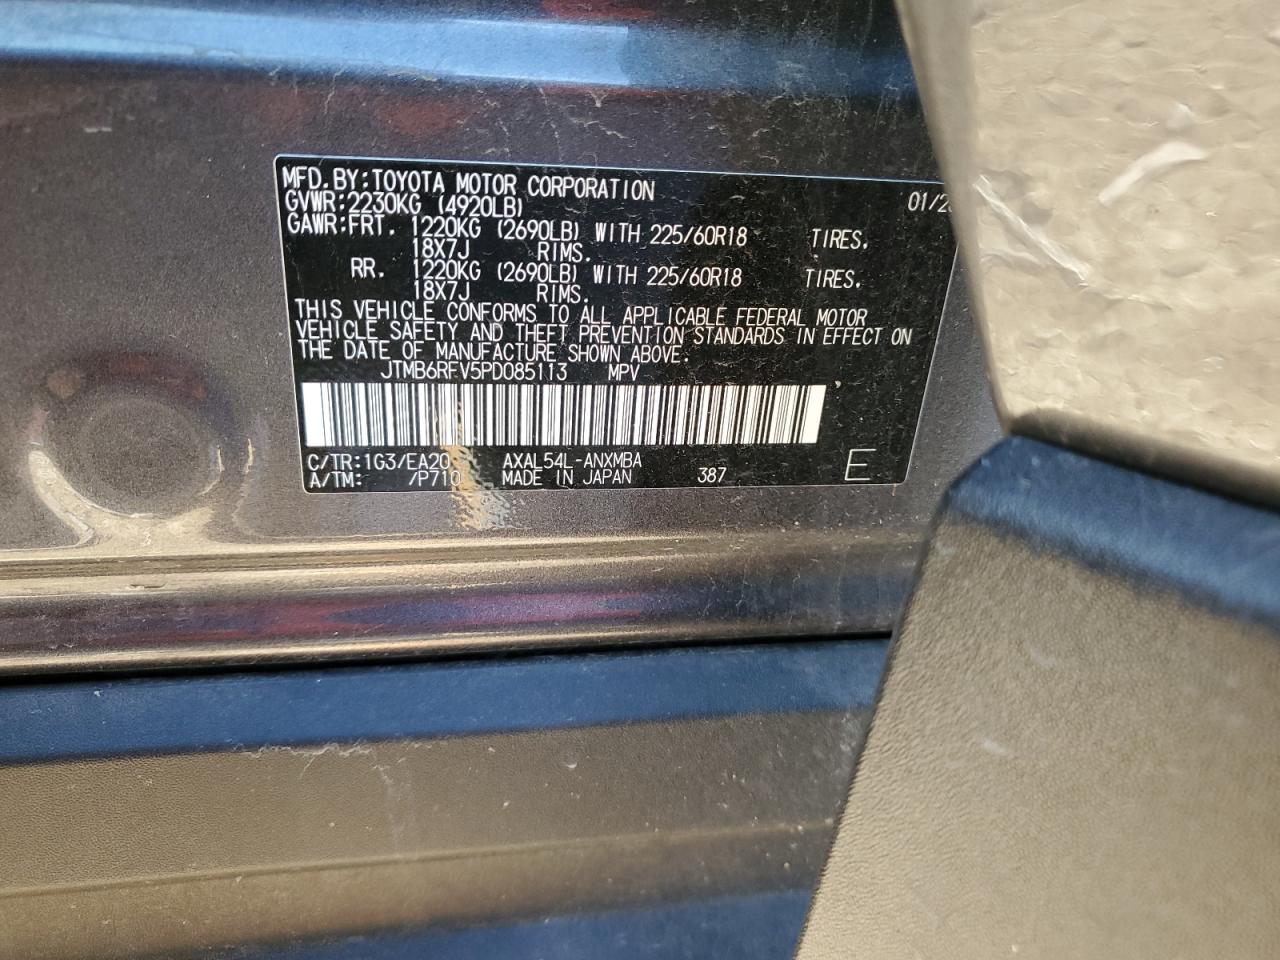 MFD.BY:TOYOTA MOTOR CORPORATION 01/2
GVWR:2230KG (4920LB)
GAWR:FRT. 1220KG (2690LB) WITH 225/60R18 TIRES.
18X7J RIMS.
RR. 1220KG (2690LB) WITH 225/60R18 TIRES.
18X7J RIMS.
THIS VEHICLE CONFORMS TO ALL APPLICABLE FEDERAL MOTOR
VEHICLE SAFETY AND THEFT PREVENTION STANDARDS IN EFFECT ON
THE DATE OF MANUFACTURE SHOWN ABOVE.
JTMB6RFV5PD085113 MPV
C/TR:1G3/EA20 AXAL54L-ANXMBA
A/TM: /P710 MADE IN JAPAN 387 E